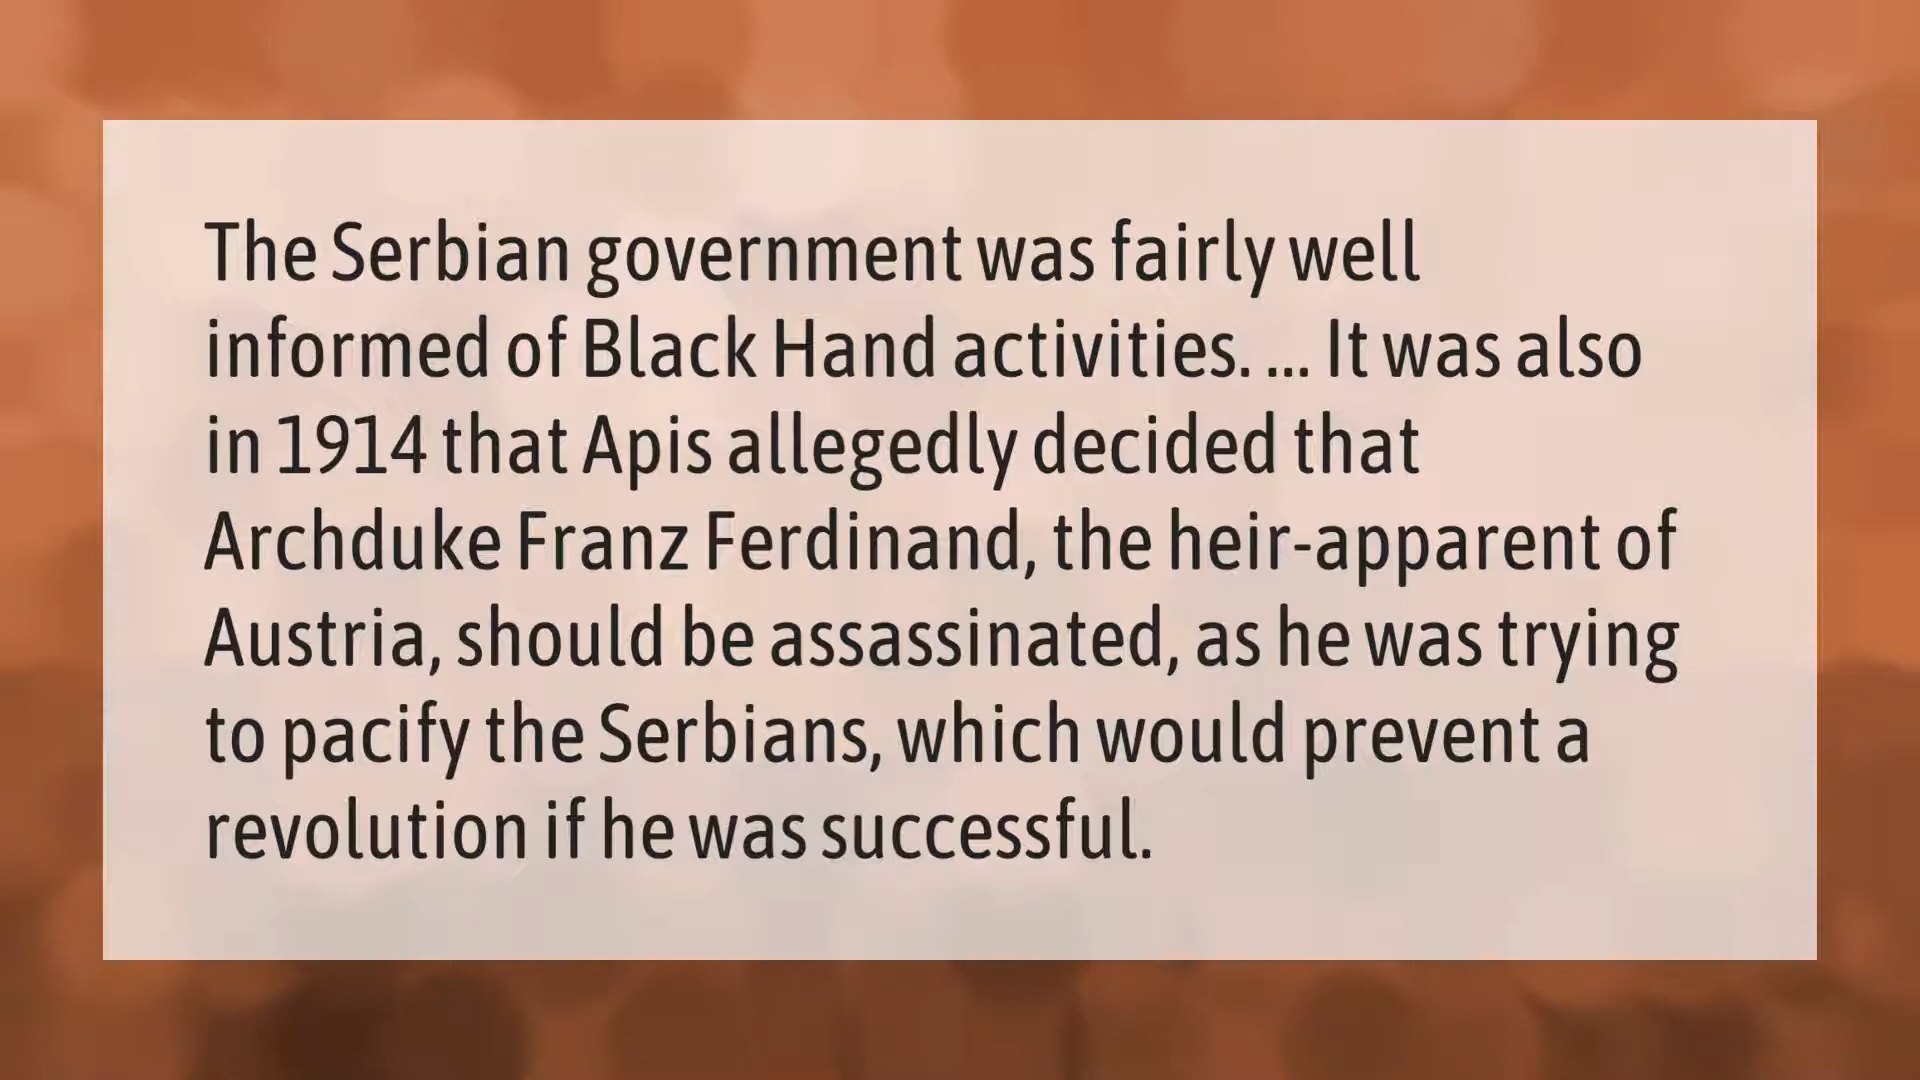 The Serbian government was fairly well
informed of Black Hand activities. ... It was also
in 1914 that Apis allegedly decided that
Archduke Franz Ferdinand, the heir-apparent of
Austria, should be assassinated, as he was trying
to pacify the Serbians, which would prevent a
revolution if he was successful.